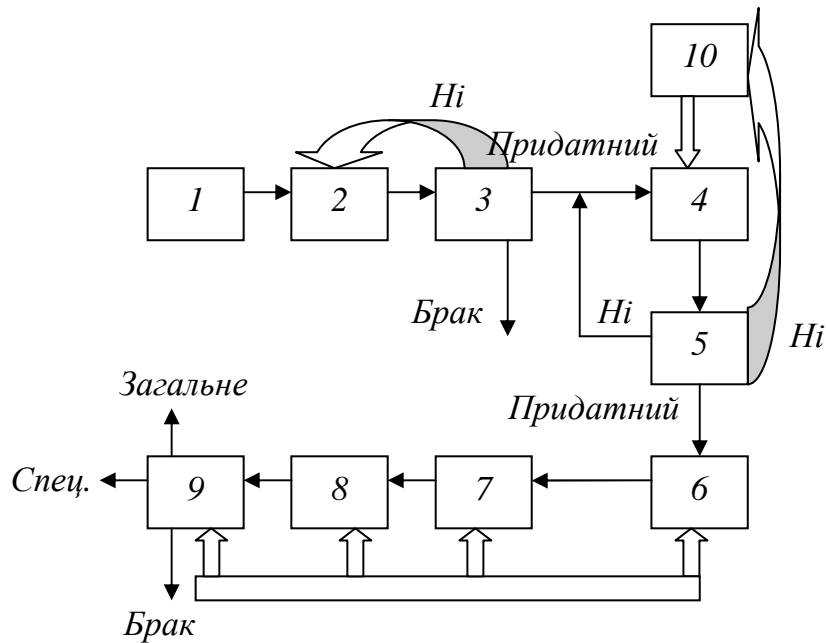 10
Ні
Придатний
1
2
3
4
Брак
Ні
5
Ні
Загальне
Придатний
Спец.
9
8
7
6
Брак